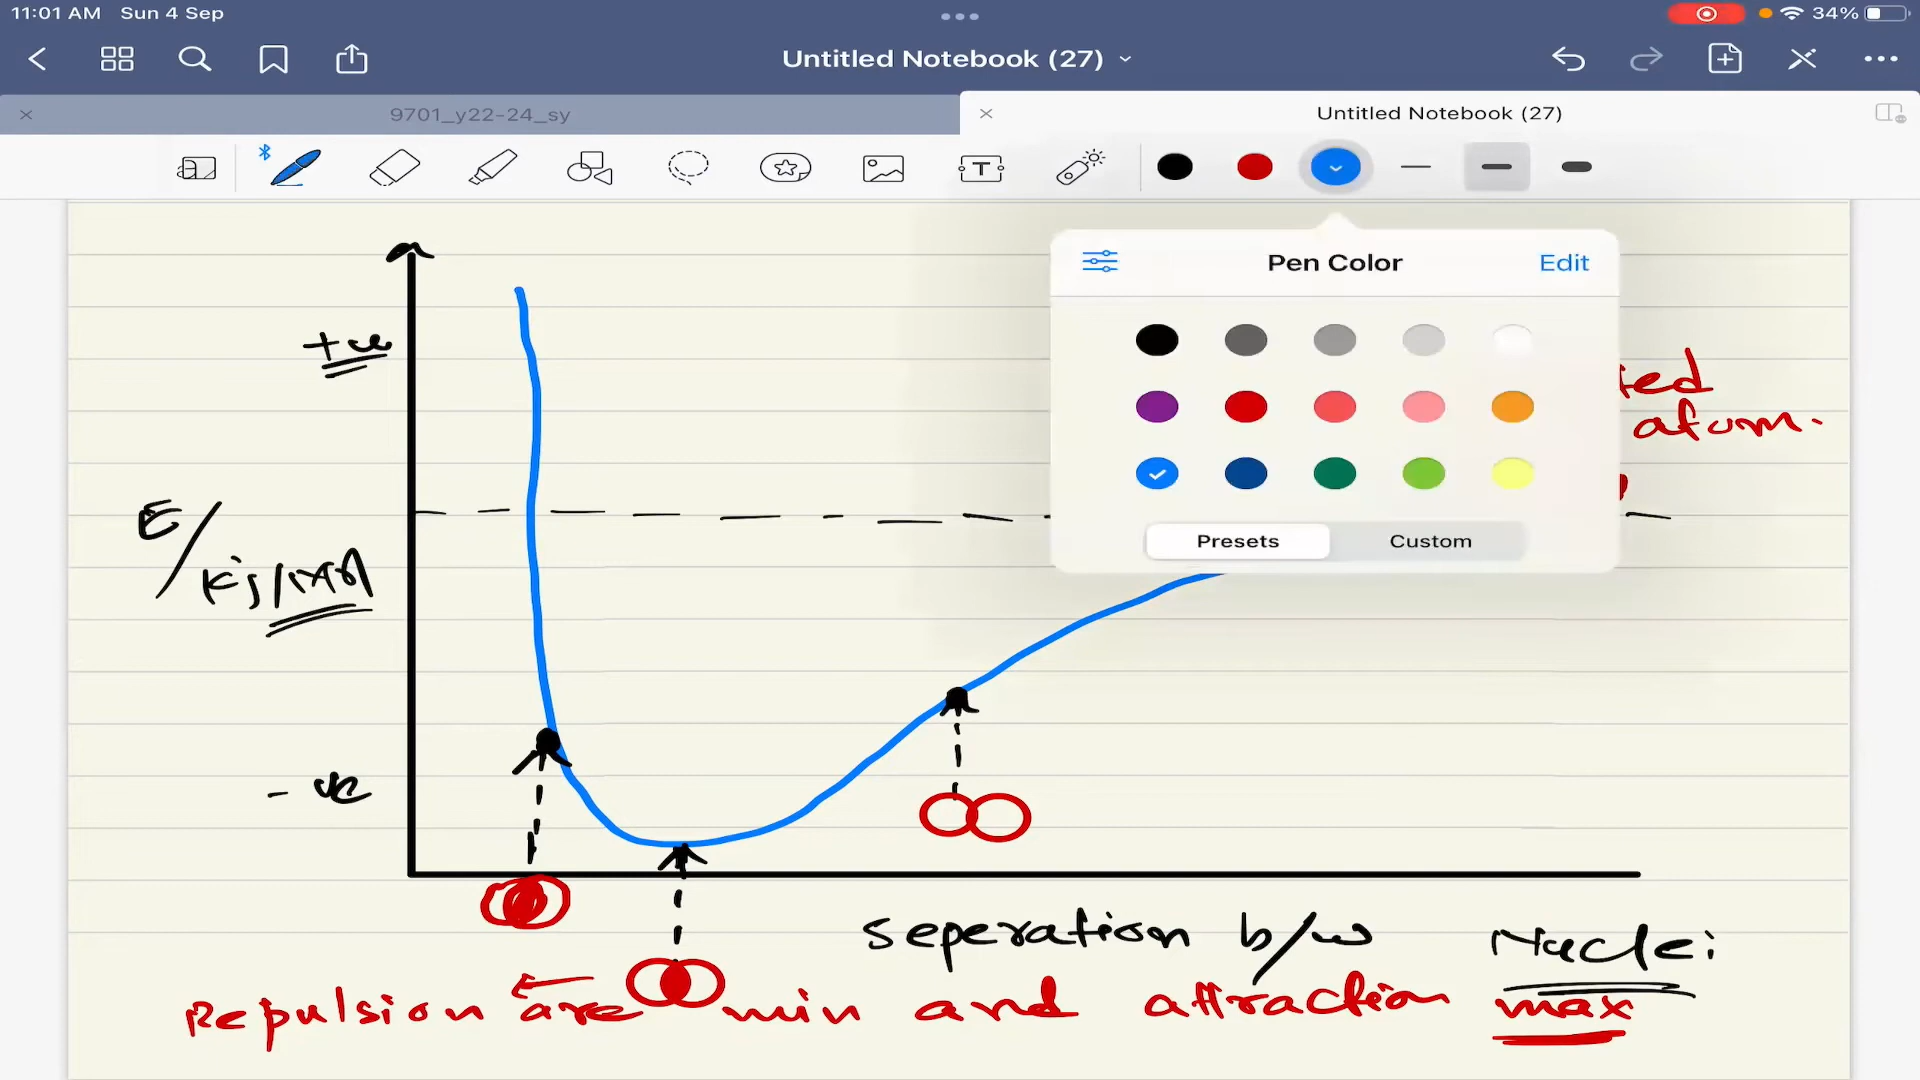 11:01 AM Sun 4 Sep
34%
Untitled Notebook (27)
9701_y22-24_sy
Untitled Notebook (27)
T
Pen Color
Edit
+ve
ted
atom.
E/
KJ/mol
Presets
Custom
- ve
seperation b/w Nuclei
Repulsion are min and attraction max